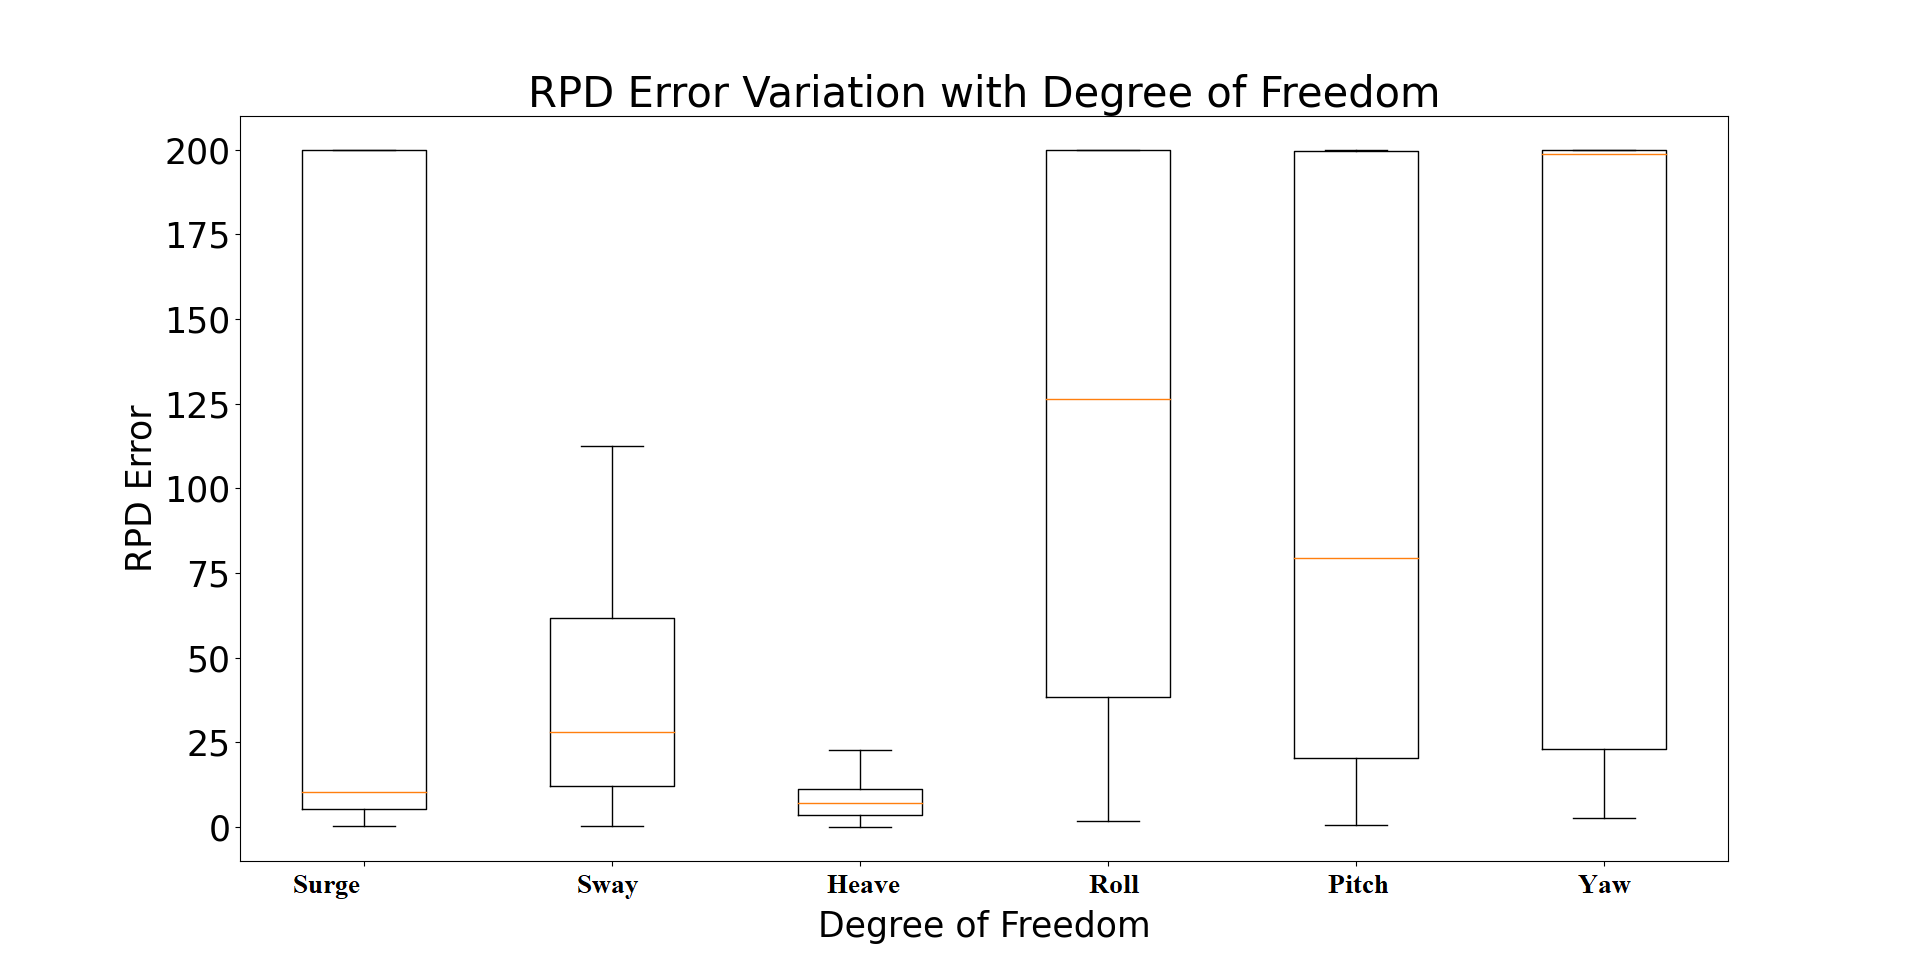 RPD Error Variation with Degree of Freedom
RPD Error
200
175
150
125
100
75
50
25
0
Surge Sway Heave Roll Pitch Yaw
Degree of Freedom